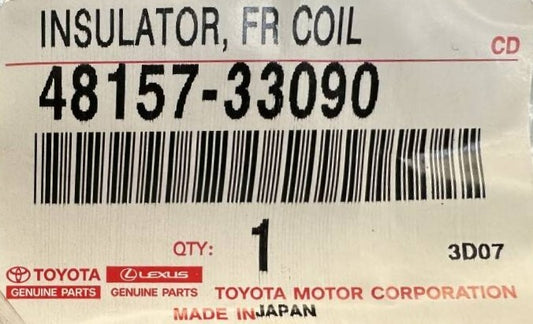 INSULATOR, FR COIL
CD
48157-33090
QTY: 1
3D07
TOYOTA LEXUS
GENUINE PARTS GENUINE PARTS TOYOTA MOTOR CORPORATION
MADE IN JAPAN